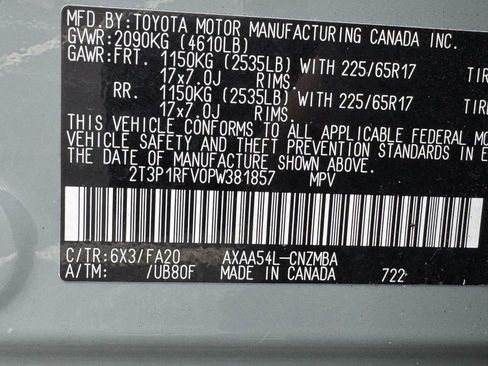 MFD.BY:TOYOTA MOTOR MANUFACTURING CANADA INC.
GVWR:2090KG (4610LB)
GAWR:FRT. 1150KG (2535LB) WITH 225/65R17 TIR
17x7.0J RIMS.
RR. 1150KG (2535LB) WITH 225/65R17 TIRE
17x7.0J RIMS.
THIS VEHICLE CONFORMS TO ALL APPLICABLE FEDERAL MO
VEHICLE SAFETY AND THEFT PREVENTION STANDARDS IN E
THE DATE OF MANUFACTURE SHOWN ABOVE.
2T3P1RFV0PW381857 MPV
C/TR:6X3/FA20 AXAA54L-CNZMBA
A/TM: /UB80F MADE IN CANADA 722